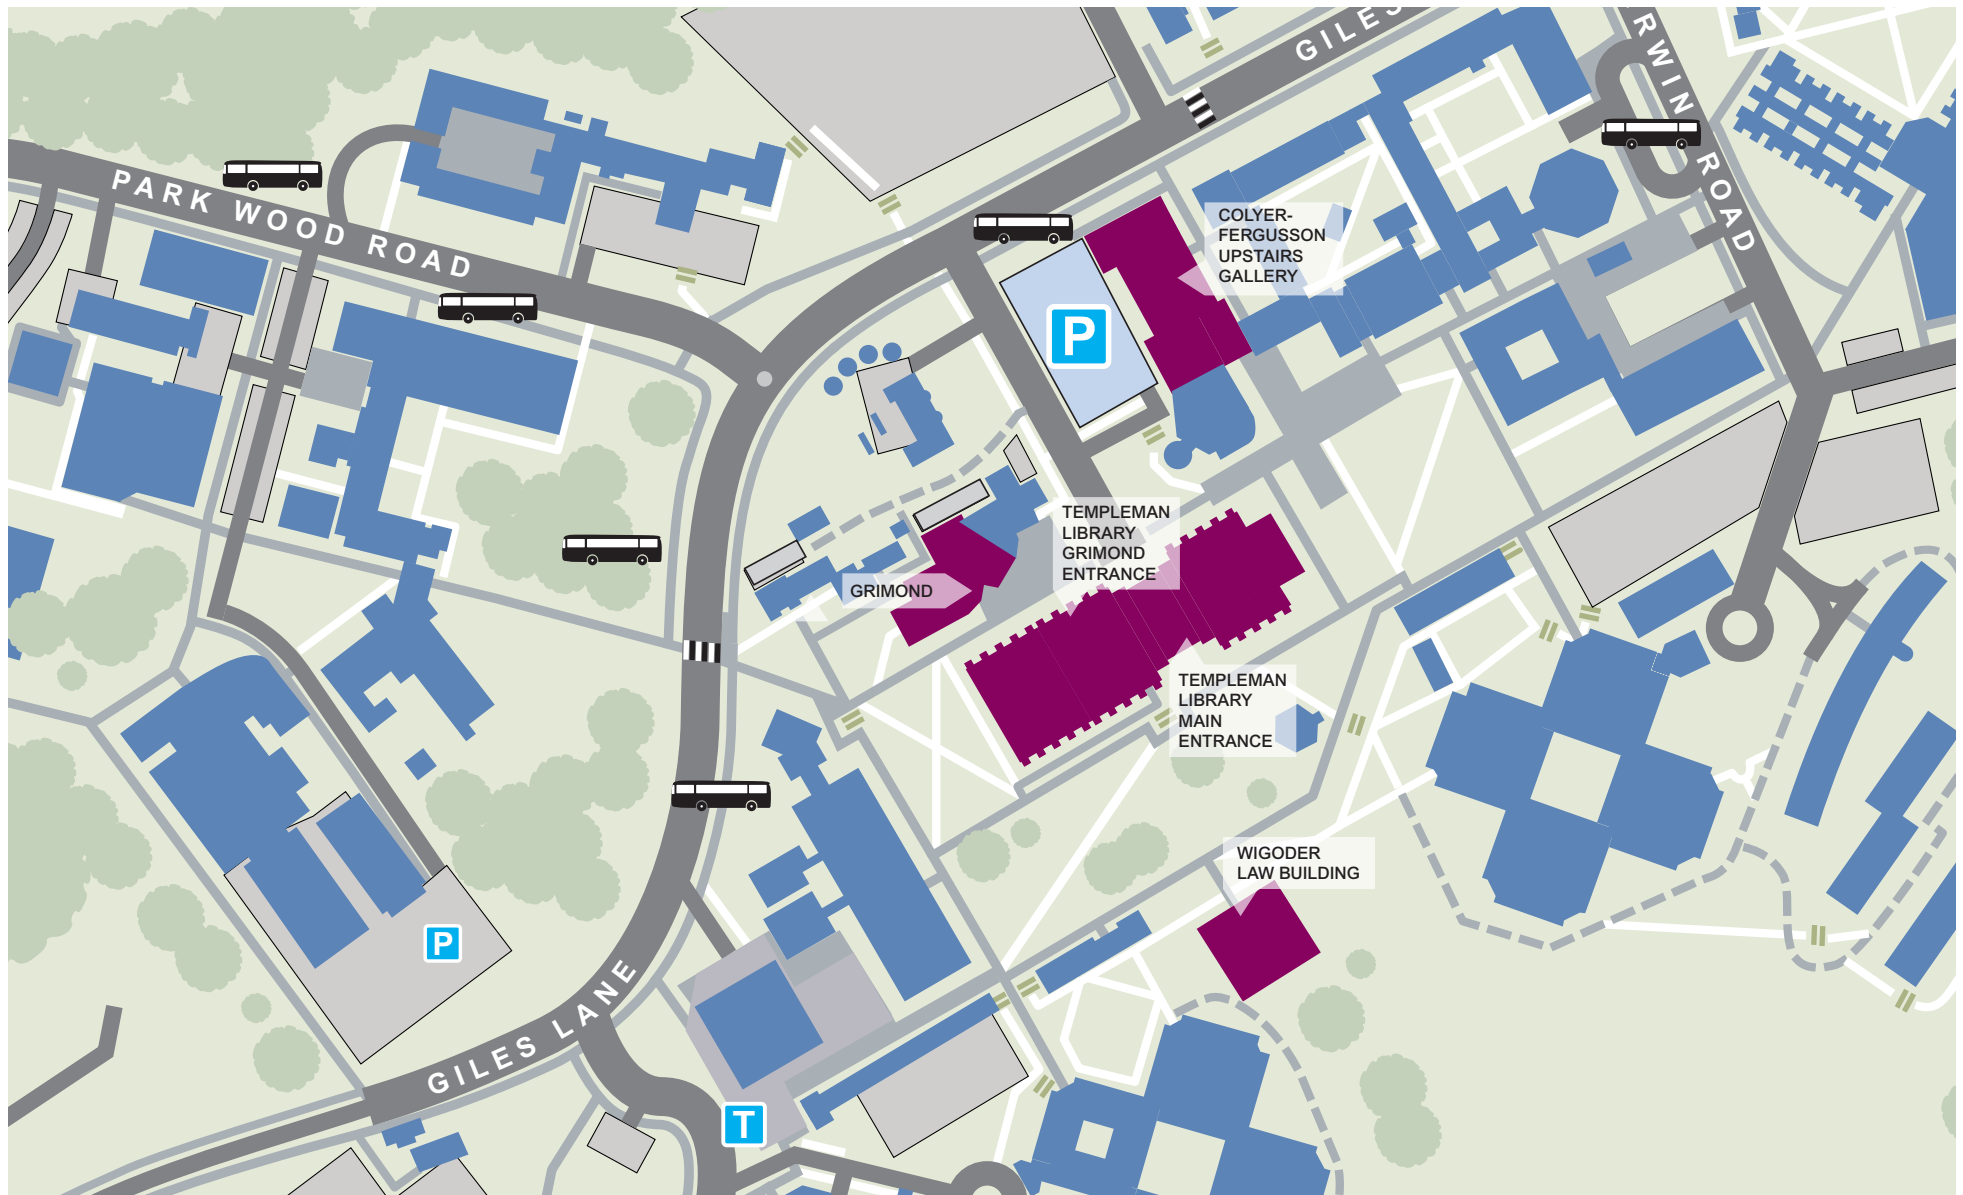 GILES
RWIN ROAD
PARK WOOD ROAD
COLYER-
FERGUSSON
UPSTAIRS
GALLERY
P
TEMPLEMAN
LIBRARY
GRIMOND
ENTRANCE
GRIMOND
TEMPLEMAN
LIBRARY
MAIN
ENTRANCE
WIGODER
LAW BUILDING
P
GILES LANE
T